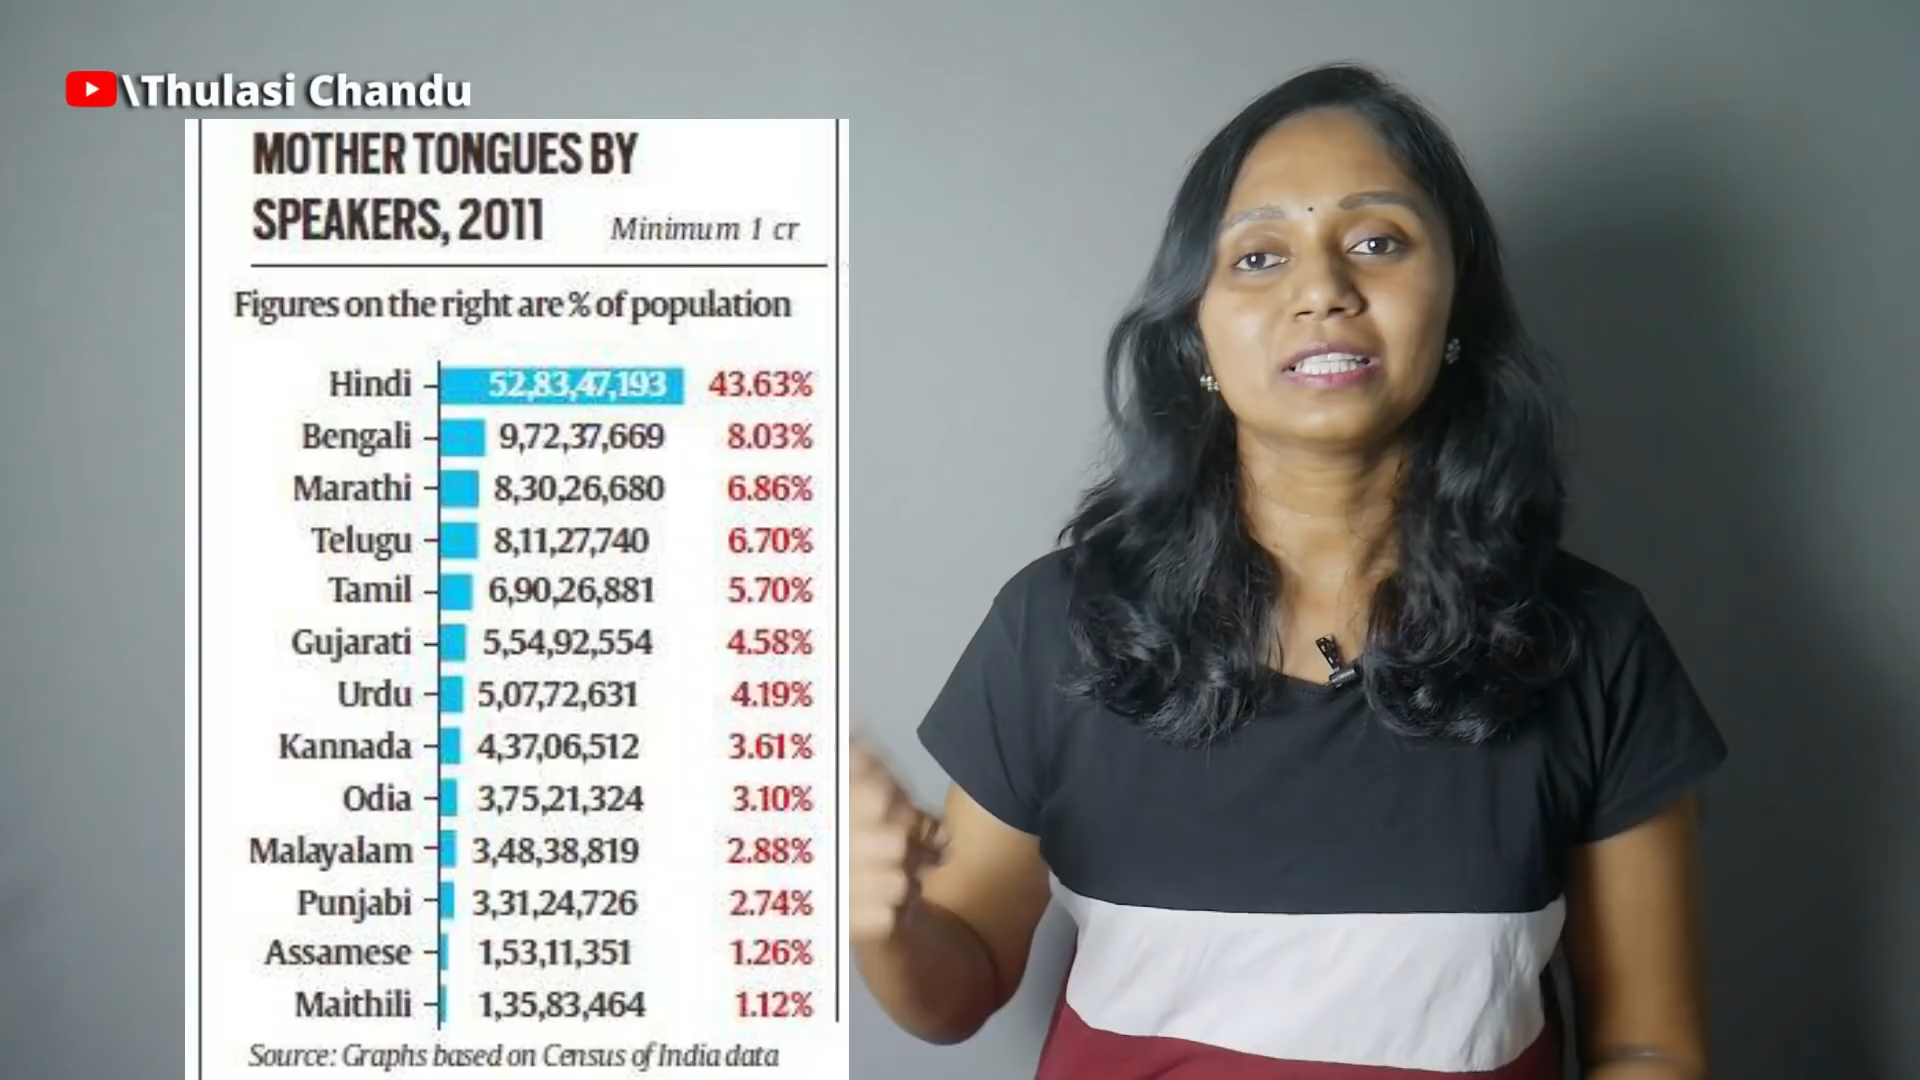 \Thulasi Chandu
MOTHER TONGUES BY
SPEAKERS, 2011 Minimum 1 cr
Figures on the right are % of population
Hindi 52,83,47,193 43.63%
Bengali 9,72,37,669 8.03%
Marathi 8,30,26,680 6.86%
Telugu 8,11,27,740 6.70%
Tamil 6,90,26,881 5.70%
Gujarati 5,54,92,554 4.58%
Urdu 5,07,72,631 4.19%
Kannada 4,37,06,512 3.61%
Odia 3,75,21,324 3.10%
Malayalam 3,48,38,819 2.88%
Punjabi 3,31,24,726 2.74%
Assamese 1,53,11,351 1.26%
Maithili 1,35,83,464 1.12%
Source: Graphs based on Census of India data